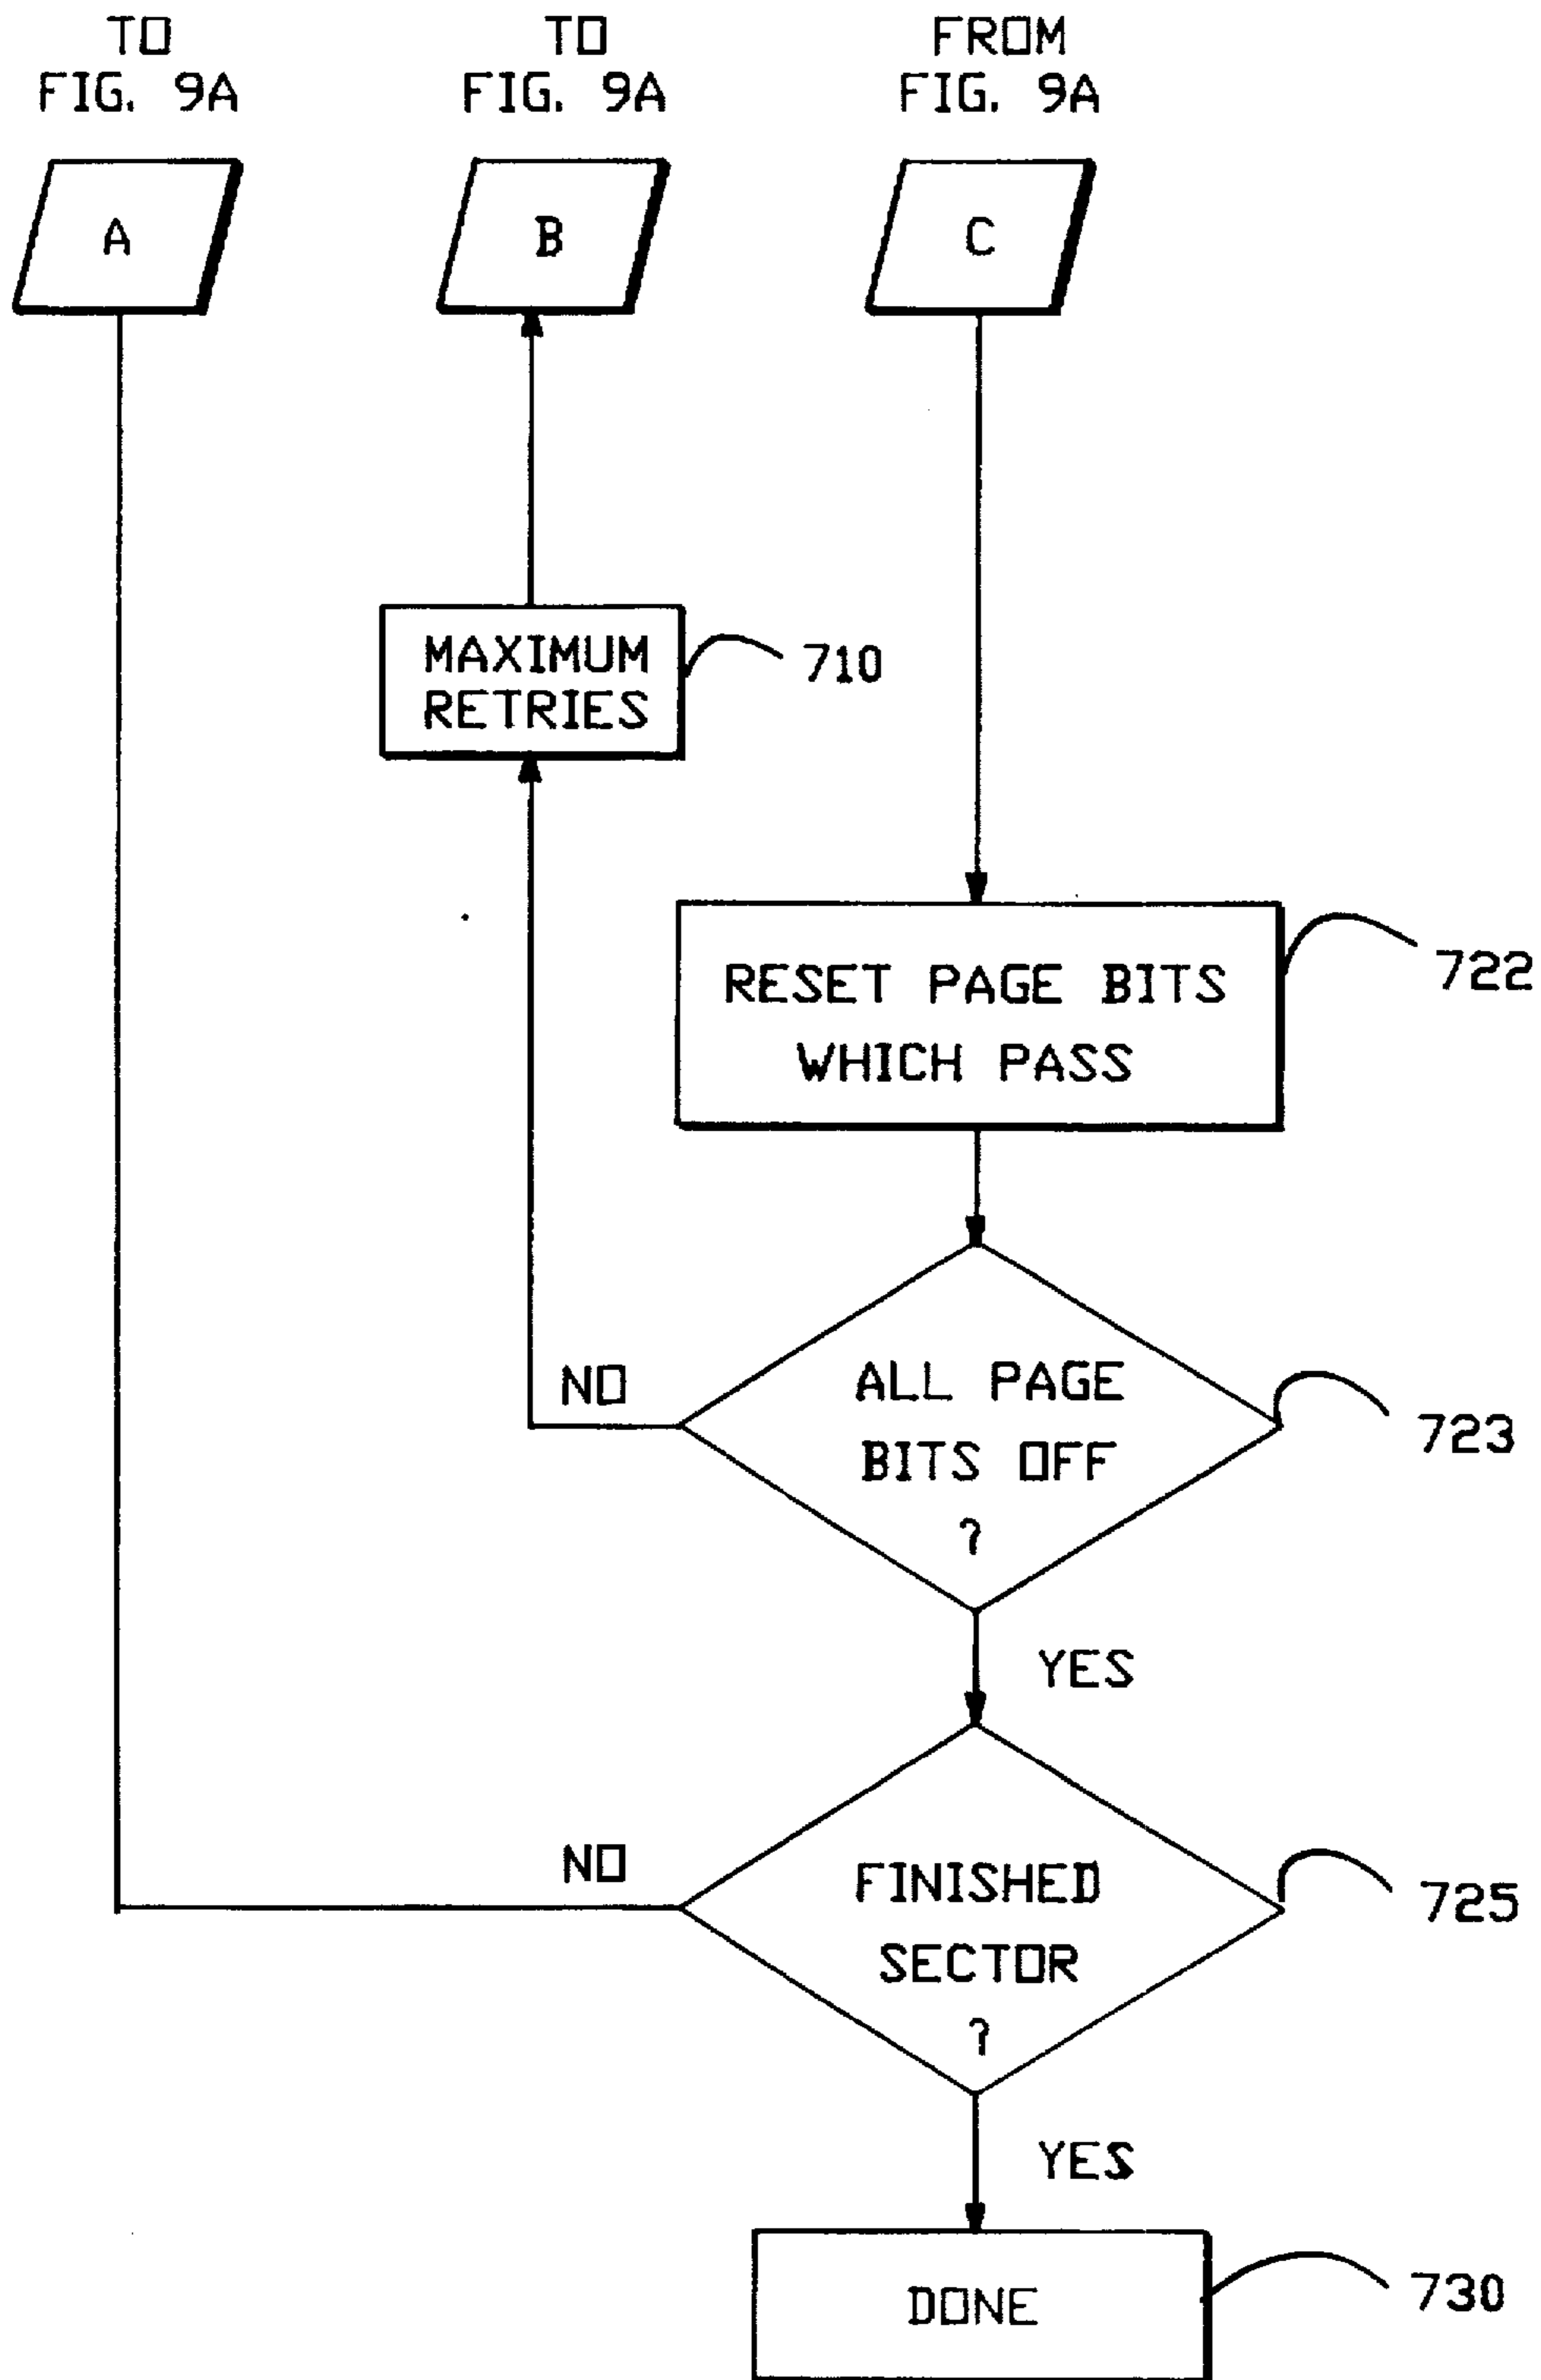 TO
FIG. 9A
TO
FIG. 9A
FROM
FIG. 9A
A
B
C
MAXIMUM
RETRIES
710
RESET PAGE BITS
WHICH PASS
722
ALL PAGE
BITS OFF
?
NO
723
YES
FINISHED
SECTOR
?
NO
725
YES
DONE
730